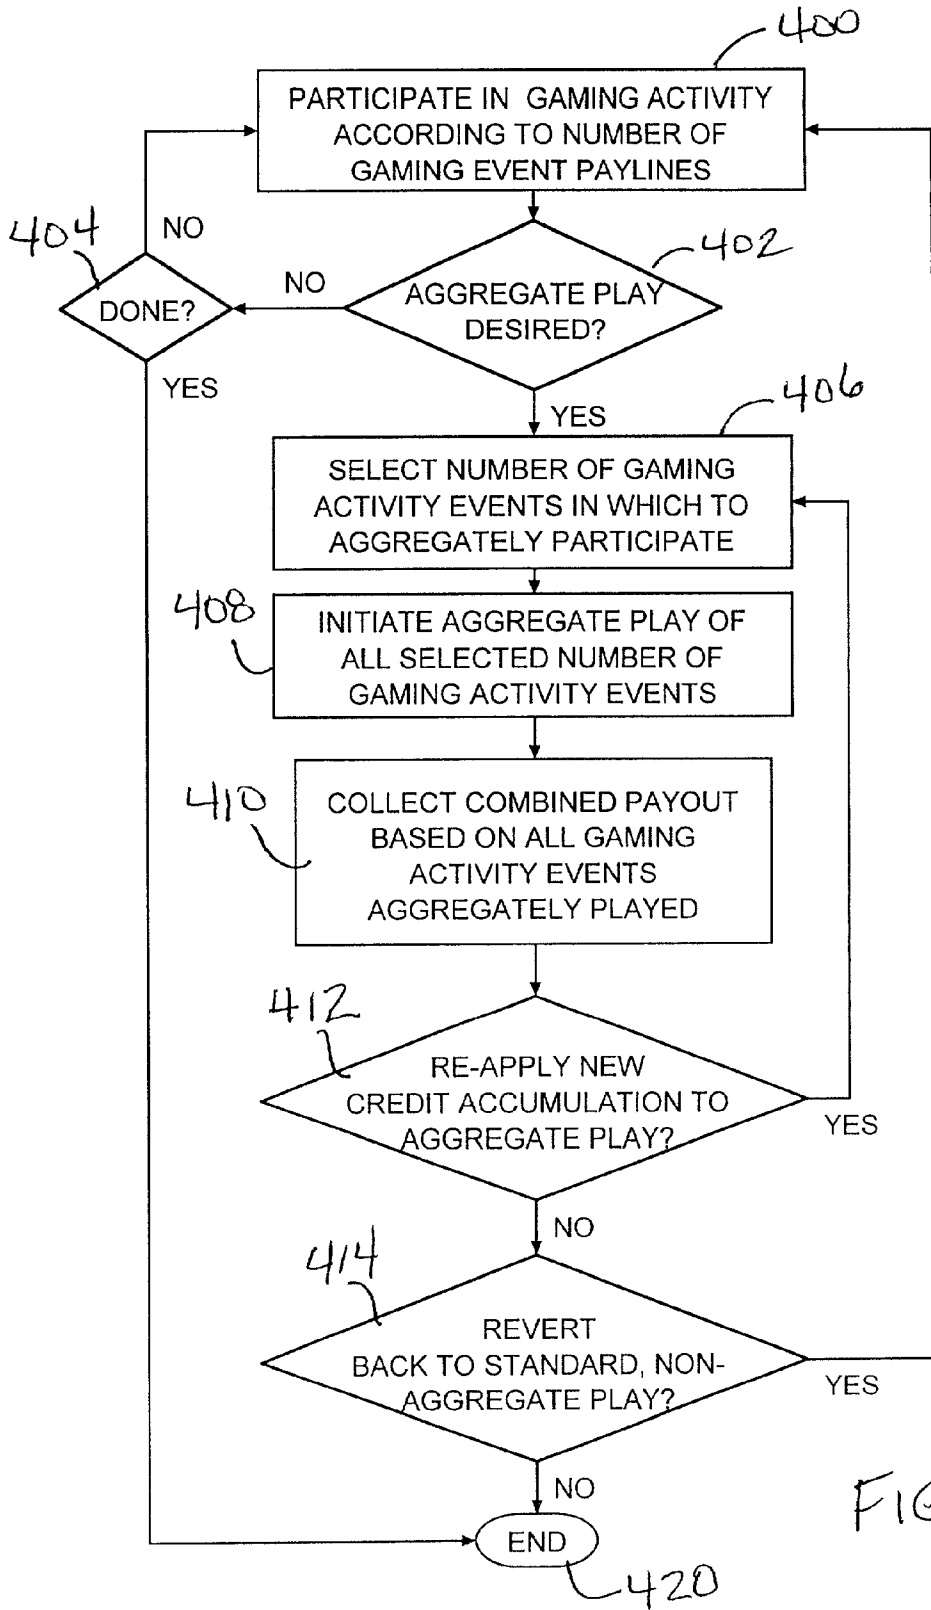 400
PARTICIPATE IN GAMING ACTIVITY
ACCORDING TO NUMBER OF
GAMING EVENT PAYLINES
404
NO
402
DONE?
NO
AGGREGATE PLAY
DESIRED?
YES
YES
406
SELECT NUMBER OF GAMING
ACTIVITY EVENTS IN WHICH TO
AGGREGATELY PARTICIPATE
408
INITIATE AGGREGATE PLAY OF
ALL SELECTED NUMBER OF
GAMING ACTIVITY EVENTS
410
COLLECT COMBINED PAYOUT
BASED ON ALL GAMING
ACTIVITY EVENTS
AGGREGATELY PLAYED
412
RE-APPLY NEW
CREDIT ACCUMULATION TO
AGGREGATE PLAY?
YES
NO
414
REVERT
BACK TO STANDARD, NON-
AGGREGATE PLAY?
YES
NO
END
420